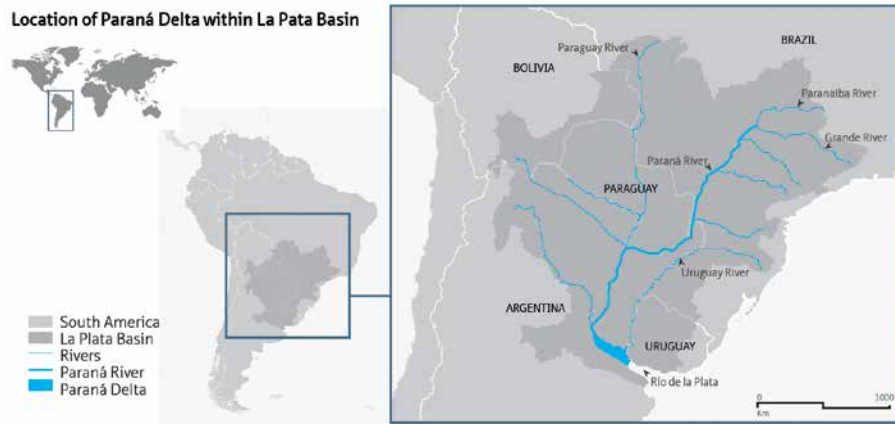 Location of Paraná Delta within La Pata Basin
Paraguay River
BRAZIL
BOLIVIA
Paranaiba River
Grande River
Paraná River
PARAGUAY
Uruguay River
ARGENTINA
URUGUAY
Río de la Plata
South America
La Plata Basin
Rivers
Paraná River
Paraná Delta
0 1000
Km